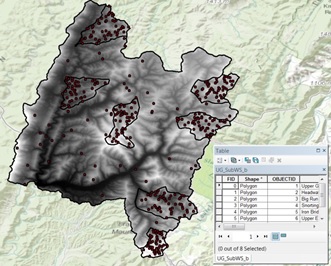 Table
UG_SubWS_b
FID Shape * OBJECTID
0 Polygon 1 Upper G
1 Polygon 2 Headwa
2 Polygon 3 Big Run
3 Polygon 4 Smoking
4 Polygon 5 Iron Brid
5 Polygon 6 Upper E
1
(0 out of 8 Selected)
UG_SubWS_b